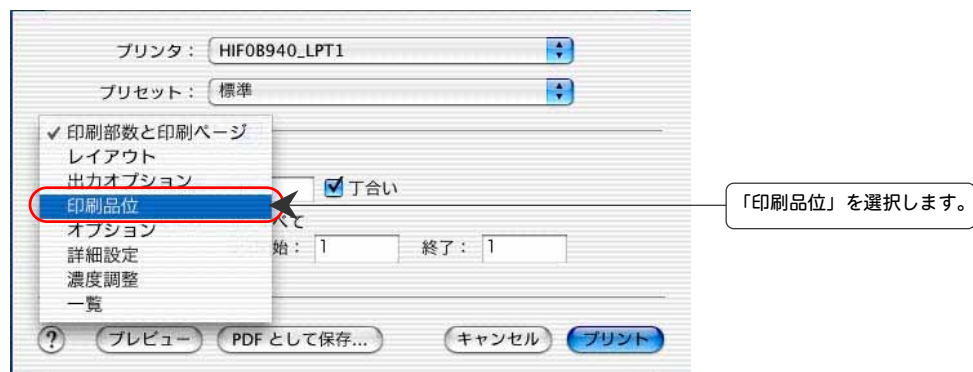 プリンタ： HIF0B940_LPT1
プリセット： 標準
✓ 印刷部数と印刷ページ
レイアウト
出力オプション
丁合い
印刷品位
「印刷品位」を選択します。
べて
オプション
始： 1 終了： 1
詳細設定
濃度調整
一覧
? プレビュー PDF として保存... キャンセル プリント